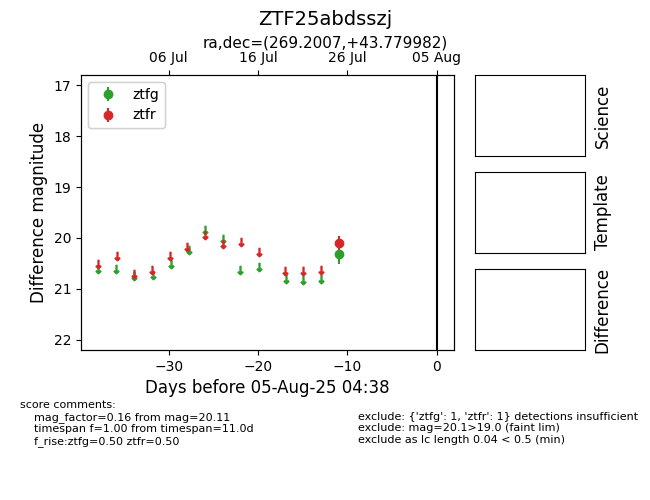 ZTF25abdsszj
ra,dec=(269.2007,+43.779982)
06 Jul 16 Jul 26 Jul 05 Aug
ztfg
ztfr
17
18
19
20
21
22
Difference magnitude
−30 −20 −10 0
Days before 05-Aug-25 04:38
Science
Template
Difference
score comments:
mag_factor=0.16 from mag=20.11
timespan f=1.00 from timespan=11.0d
f_rise:ztfg=0.50 ztfr=0.50
exclude: {'ztfg': 1, 'ztfr': 1} detections insufficient
exclude: mag=20.1>19.0 (faint lim)
exclude as lc length 0.04 < 0.5 (min)